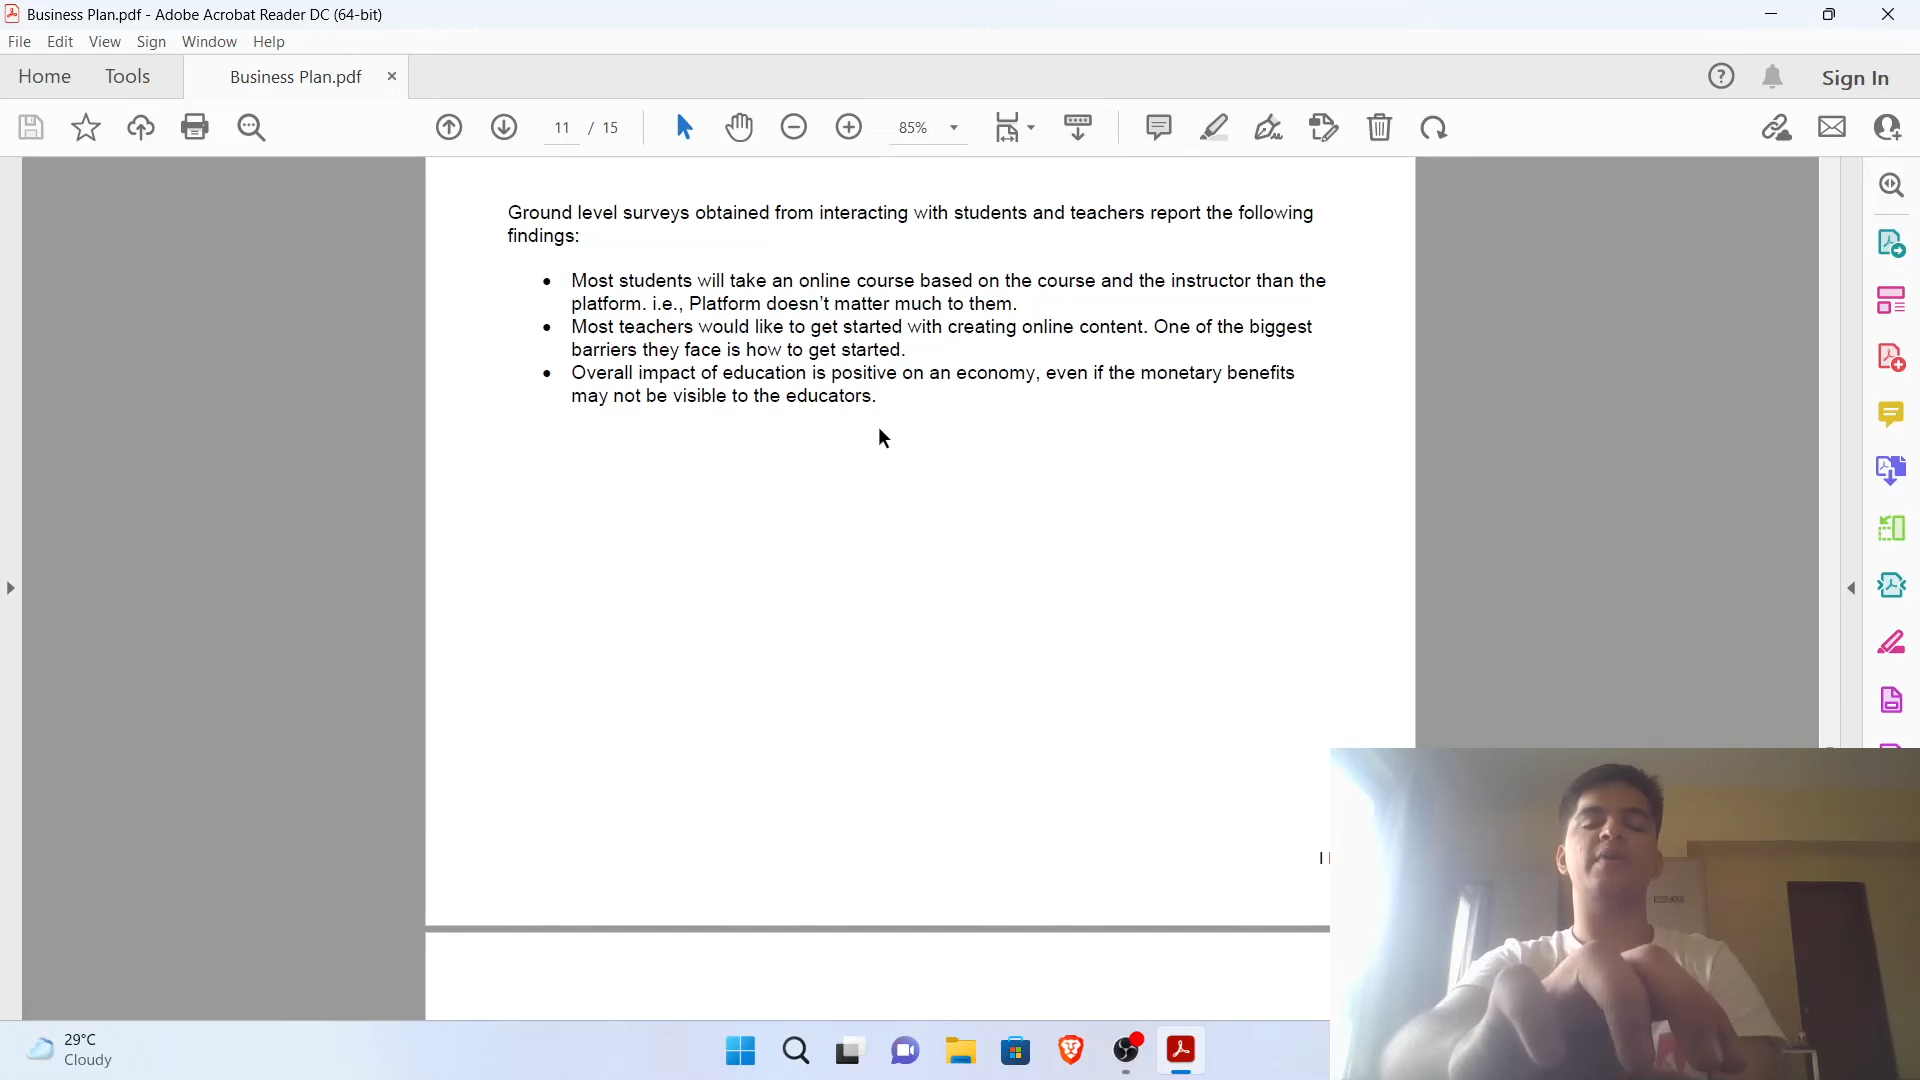 Business Plan.pdf - Adobe Acrobat Reader DC (64-bit)
File Edit View Sign Window Help
Home Tools Business Plan.pdf Sign In
11 / 15 85%
Ground level surveys obtained from interacting with students and teachers report the following
findings:
• Most students will take an online course based on the course and the instructor than the
platform. i.e., Platform doesn't matter much to them.
• Most teachers would like to get started with creating online content. One of the biggest
barriers they face is how to get started.
• Overall impact of education is positive on an economy, even if the monetary benefits
may not be visible to the educators.
29°C
Cloudy